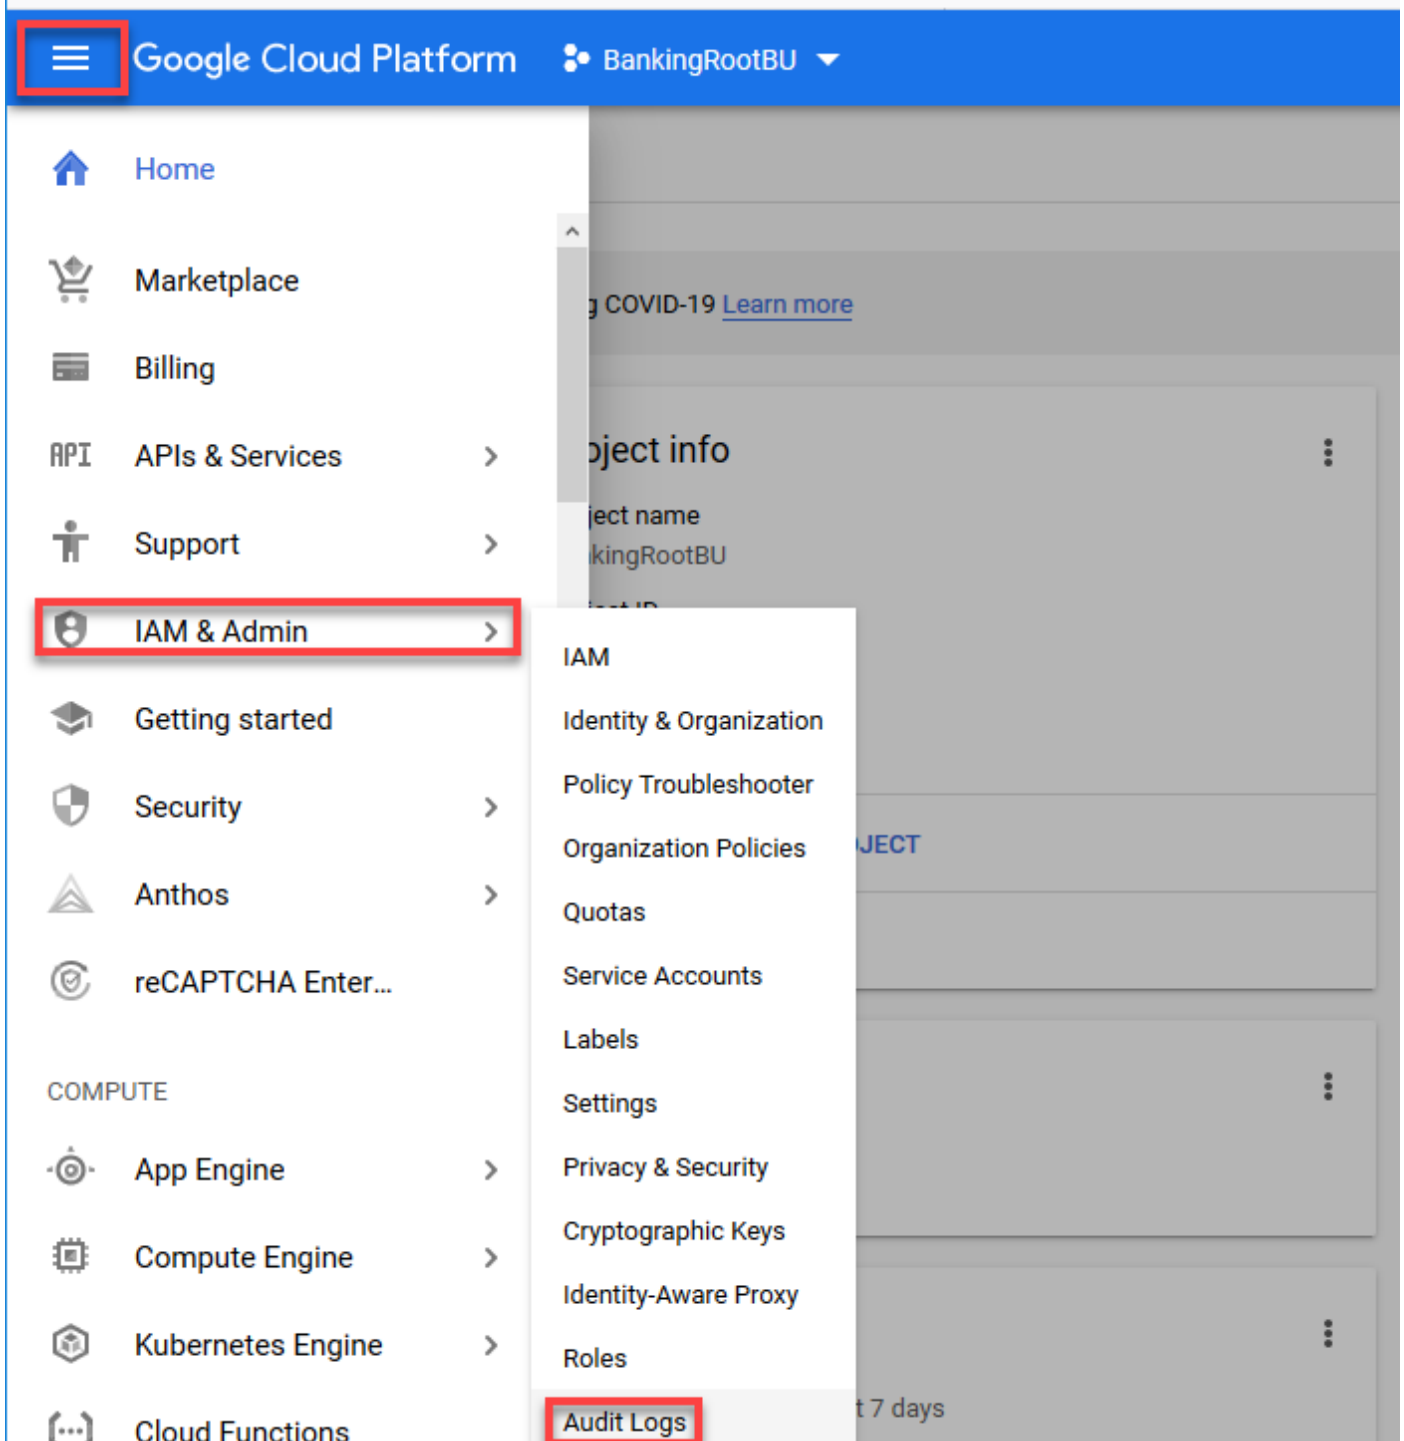 Google Cloud Platform BankingRootBU
Home
Marketplace
g COVID-19 Learn more
Billing
API APIs & Services
oject info
ject name
kingRootBU
Support
IAM & Admin
IAM
Getting started
Identity & Organization
Policy Troubleshooter
Security
Organization Policies
JECT
Anthos
Quotas
reCAPTCHA Enter...
Service Accounts
Labels
COMPUTE
Settings
App Engine
Privacy & Security
Cryptographic Keys
Compute Engine
Identity-Aware Proxy
Kubernetes Engine
Roles
t 7 days
Audit Logs
Cloud Functions